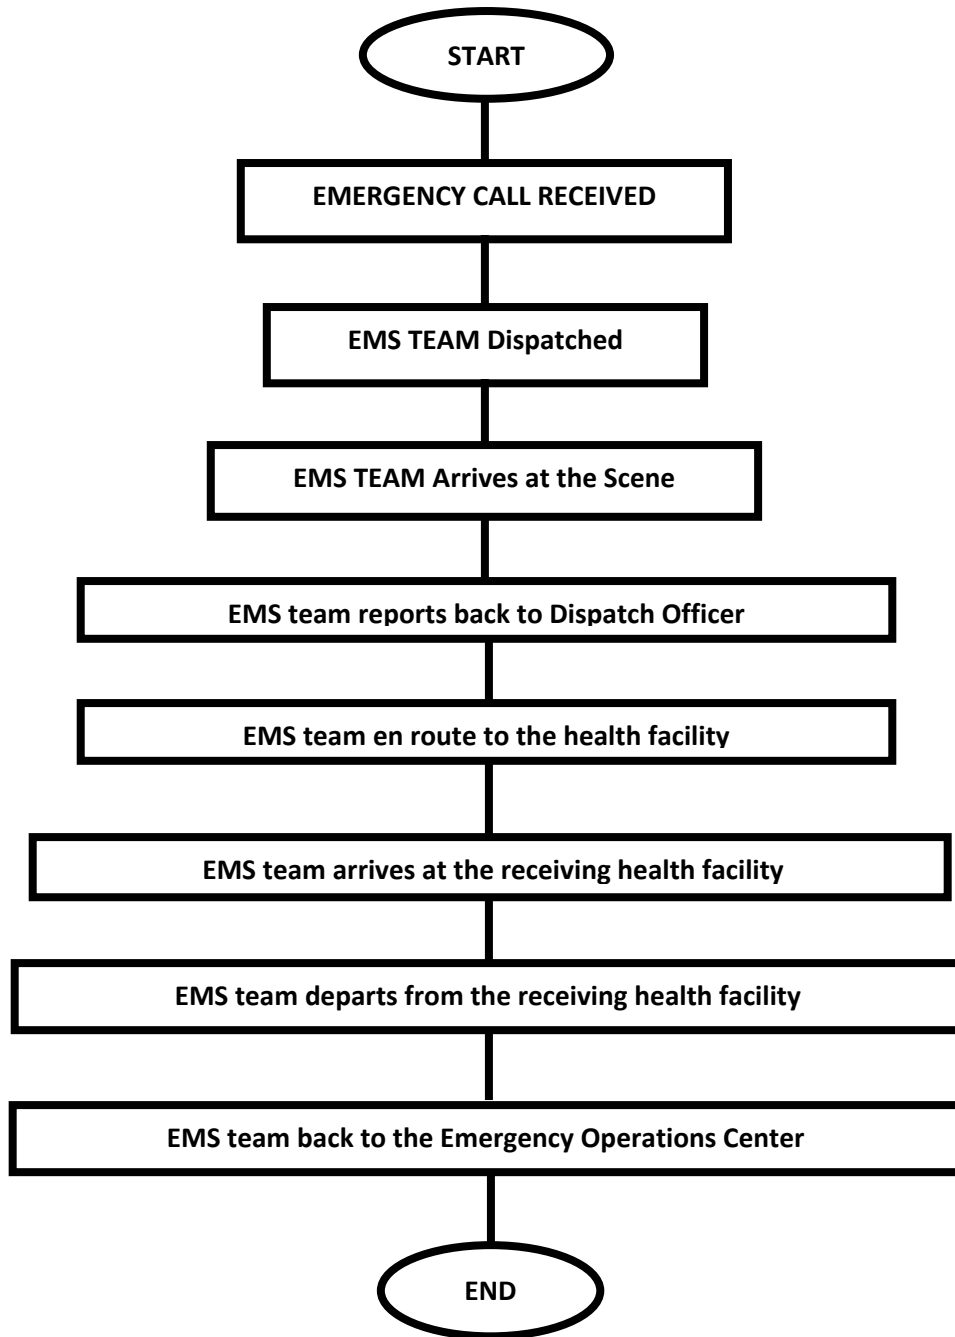 START
EMERGENCY CALL RECEIVED
EMS TEAM Dispatched
EMS TEAM Arrives at the Scene
EMS team reports back to Dispatch Officer
EMS team en route to the health facility
EMS team arrives at the receiving health facility
EMS team departs from the receiving health facility
EMS team back to the Emergency Operations Center
END